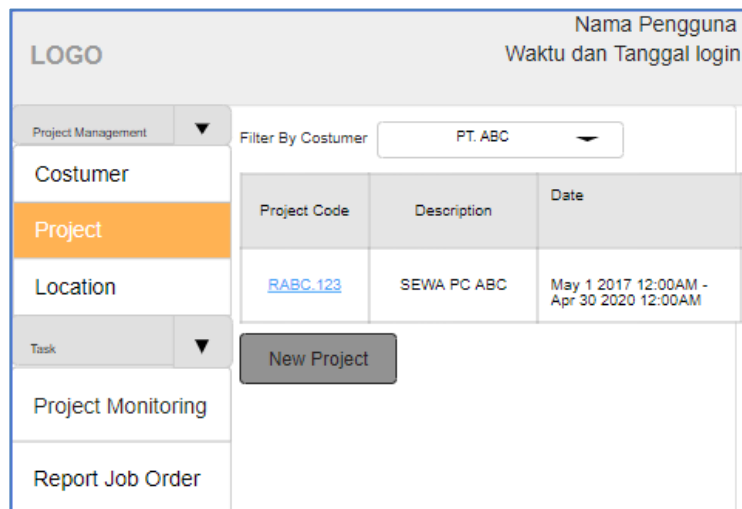 LOGO
Nama Pengguna
Waktu dan Tanggal login
Project Management
Costumer
Project
Location
Task
Project Monitoring
Report Job Order
Filter By Costumer
PT. ABC
Project Code
Description
Date
RABC.123
SEWA PC ABC
May 1 2017 12:00AM -
Apr 30 2020 12:00AM
New Project